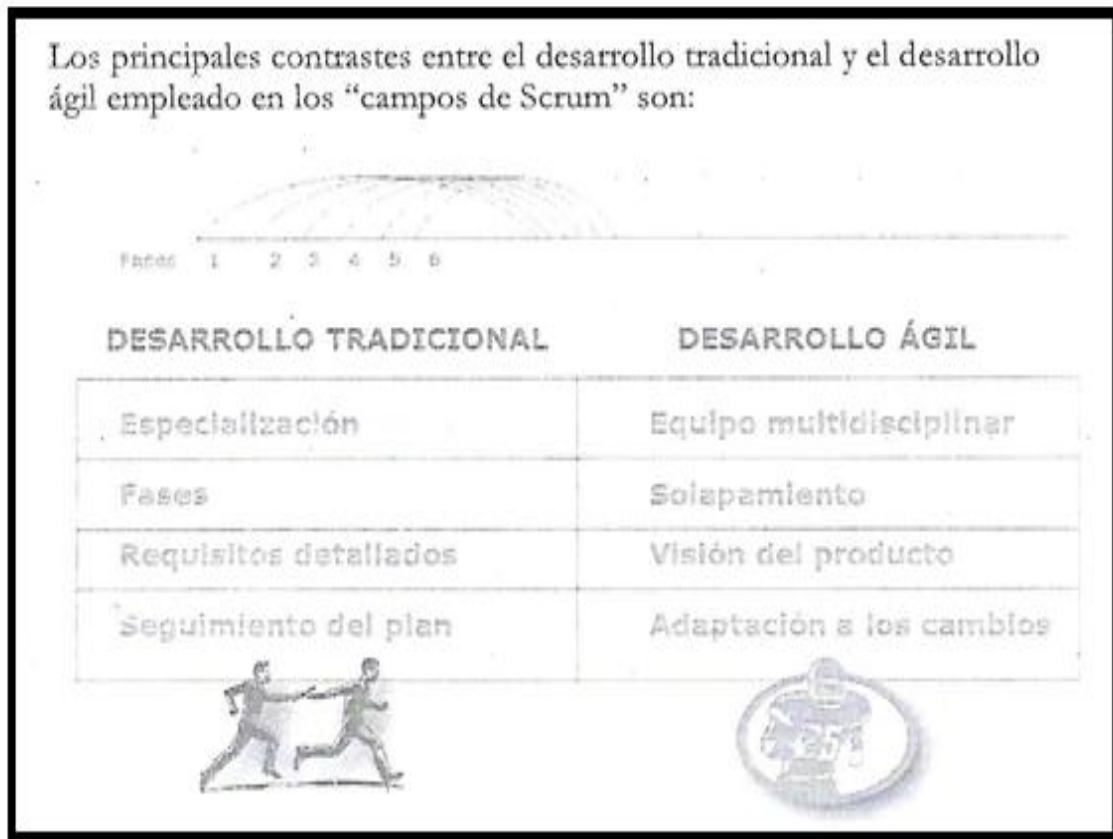 Los principales contrastes entre el desarrollo tradicional y el desarrollo
ágil empleado en los “campos de Scrum” son:
Fases 1 2 3 4 5 6
DESARROLLO TRADICIONAL DESARROLLO ÁGIL
Especialización Equipo multidisciplinar
Fases Solapamiento
Requisitos detallados Visión del producto
Seguimiento del plan Adaptación a los cambios
25